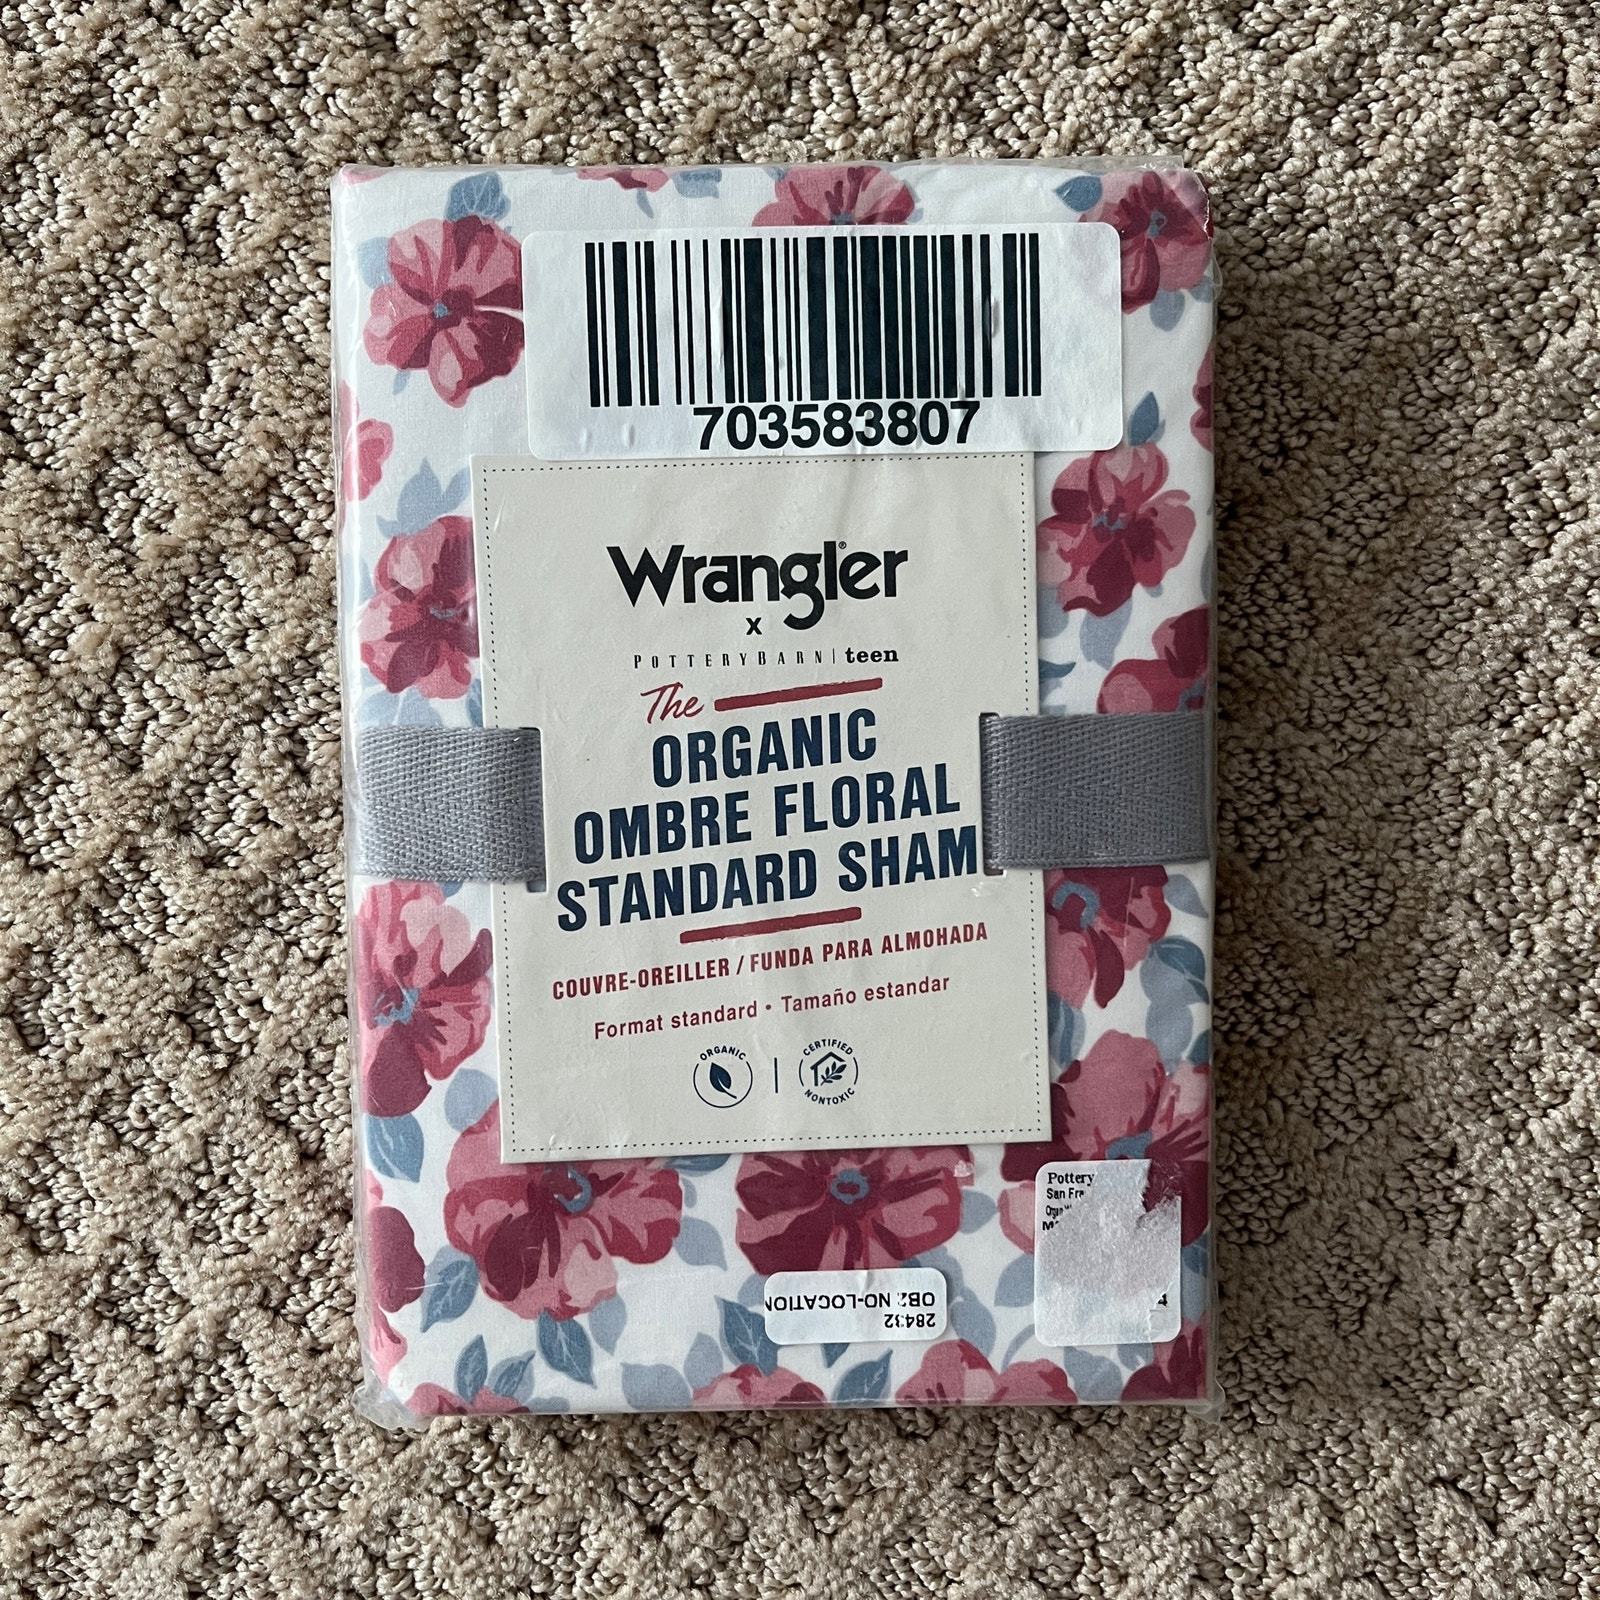 703583807
Wrangler®
x
POTTERYBARN | teen
The
ORGANIC
OMBRE FLORAL
STANDARD SHAM
COUVRE-OREILLER / FUNDA PARA ALMOHADA
Format standard • Tamaño estandar
ORGANIC
CERTIFIED
NONTOXIC
Pottery
San Fra
28432
OB2 NO-LOCATION